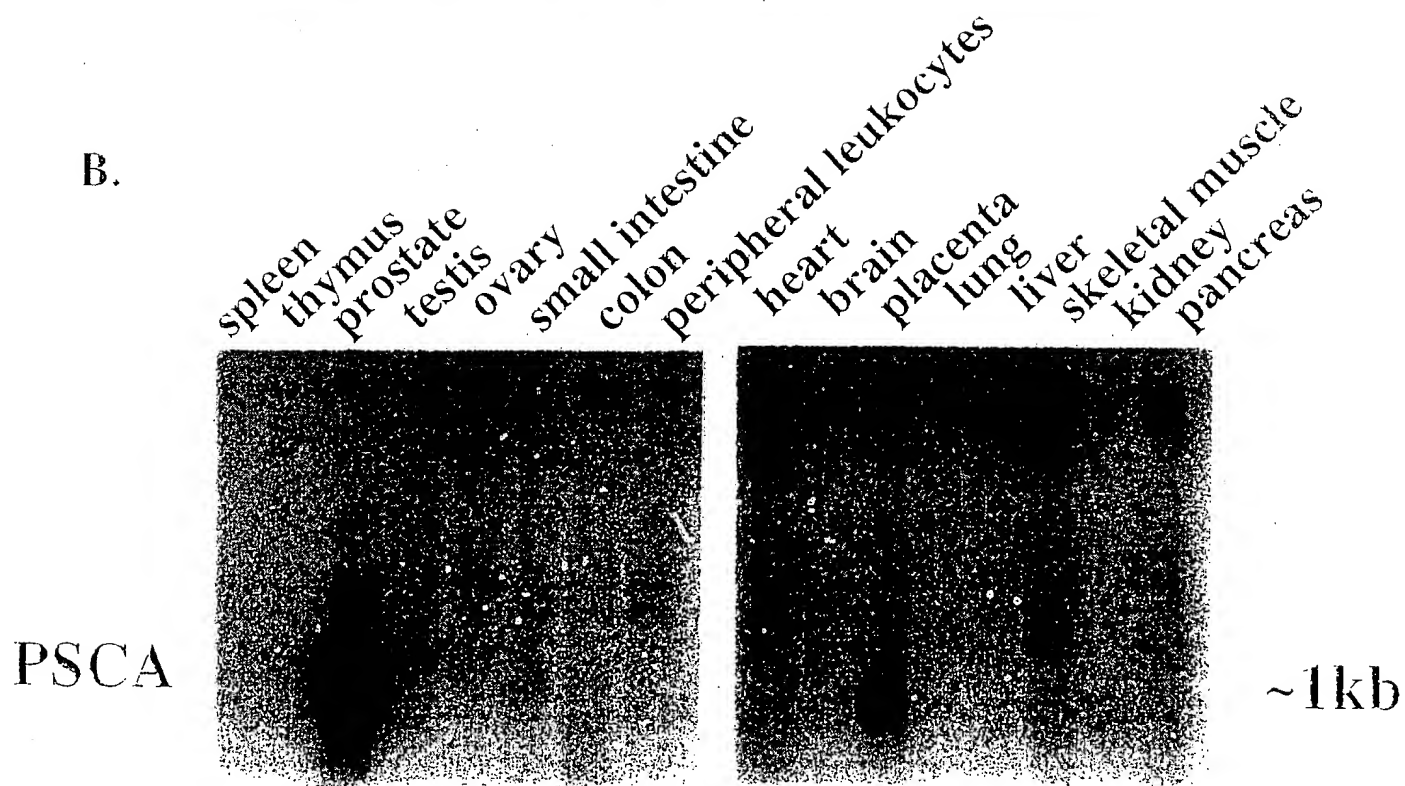 B.
spleen
thymus
prostate
testis
ovary
small intestine
colon
peripheral leukocytes
heart
brain
placenta
lung
liver
skeletal muscle
kidney
pancreas
PSCA
~1kb